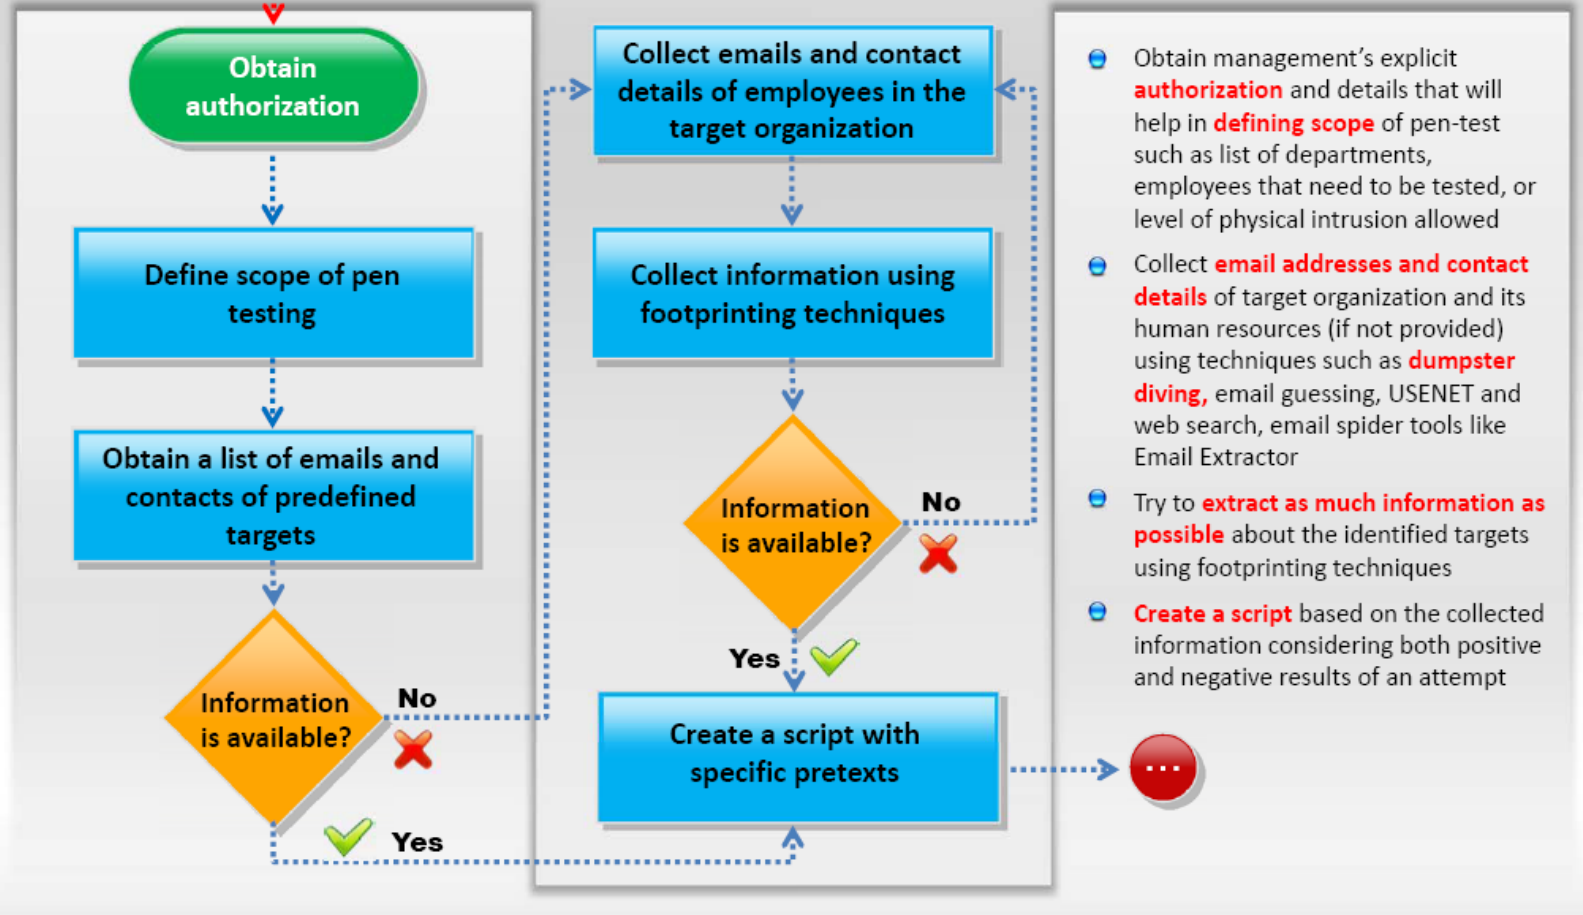 Obtain
authorization
Define scope of pen
testing
Obtain a list of emails and
contacts of predefined
targets
Information
is available?
No
Yes
Collect emails and contact
details of employees in the
target organization
Collect information using
footprinting techniques
Information
is available?
No
Yes
Create a script with
specific pretexts
Obtain management’s explicit
authorization and details that will
help in defining scope of pen-test
such as list of departments,
employees that need to be tested, or
level of physical intrusion allowed
Collect email addresses and contact
details of target organization and its
human resources (if not provided)
using techniques such as dumpster
diving, email guessing, USENET and
web search, email spider tools like
Email Extractor
Try to extract as much information as
possible about the identified targets
using footprinting techniques
Create a script based on the collected
information considering both positive
and negative results of an attempt
...